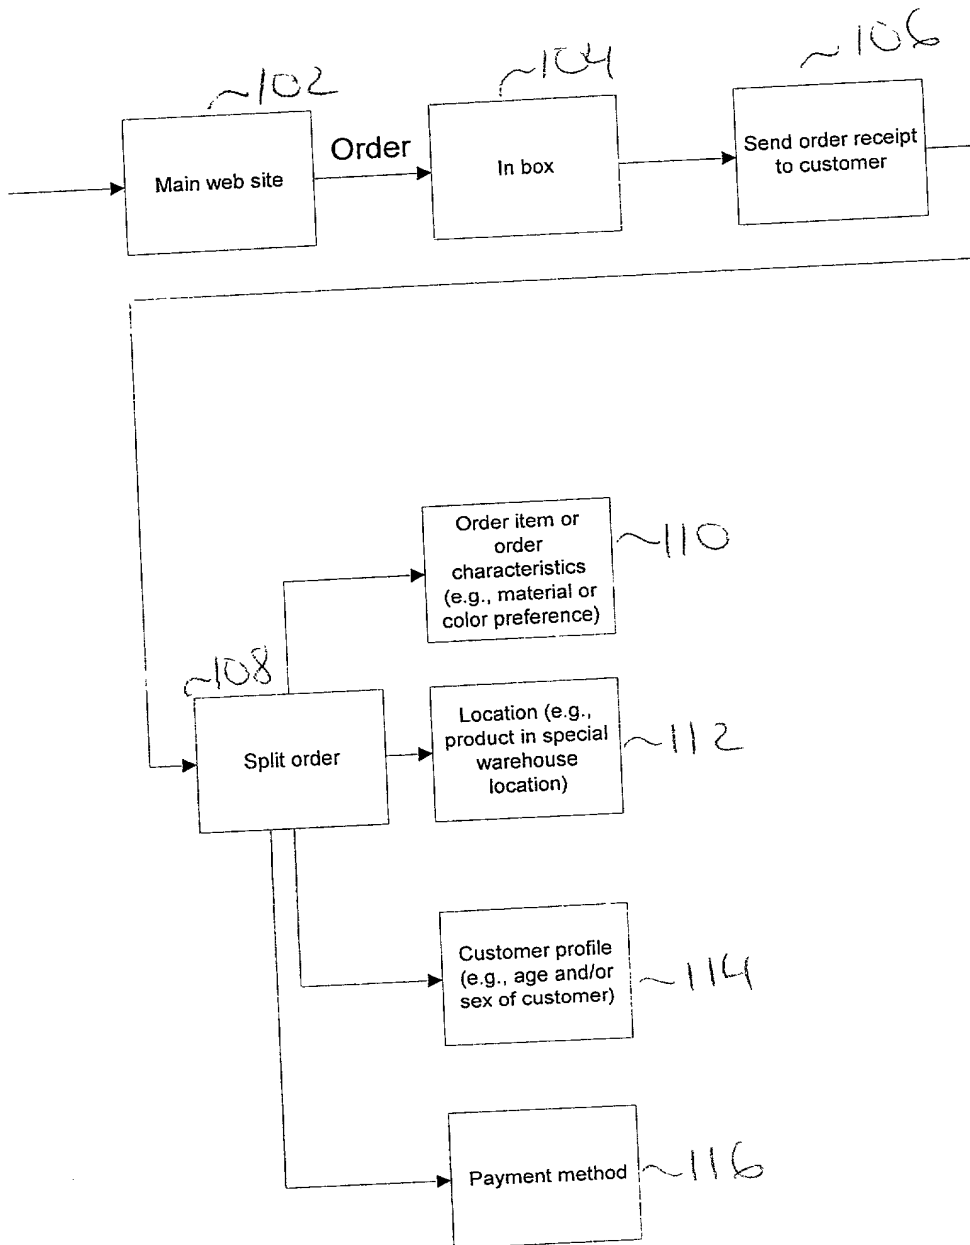 ~102
~104
~106
Main web site
Order
In box
Send order receipt
to customer
Order item or
order
characteristics
(e.g., material or
color preference)
~110
~108
Split order
Location (e.g.,
product in special
warehouse
location)
~112
Customer profile
(e.g., age and/or
sex of customer)
~114
Payment method
~116